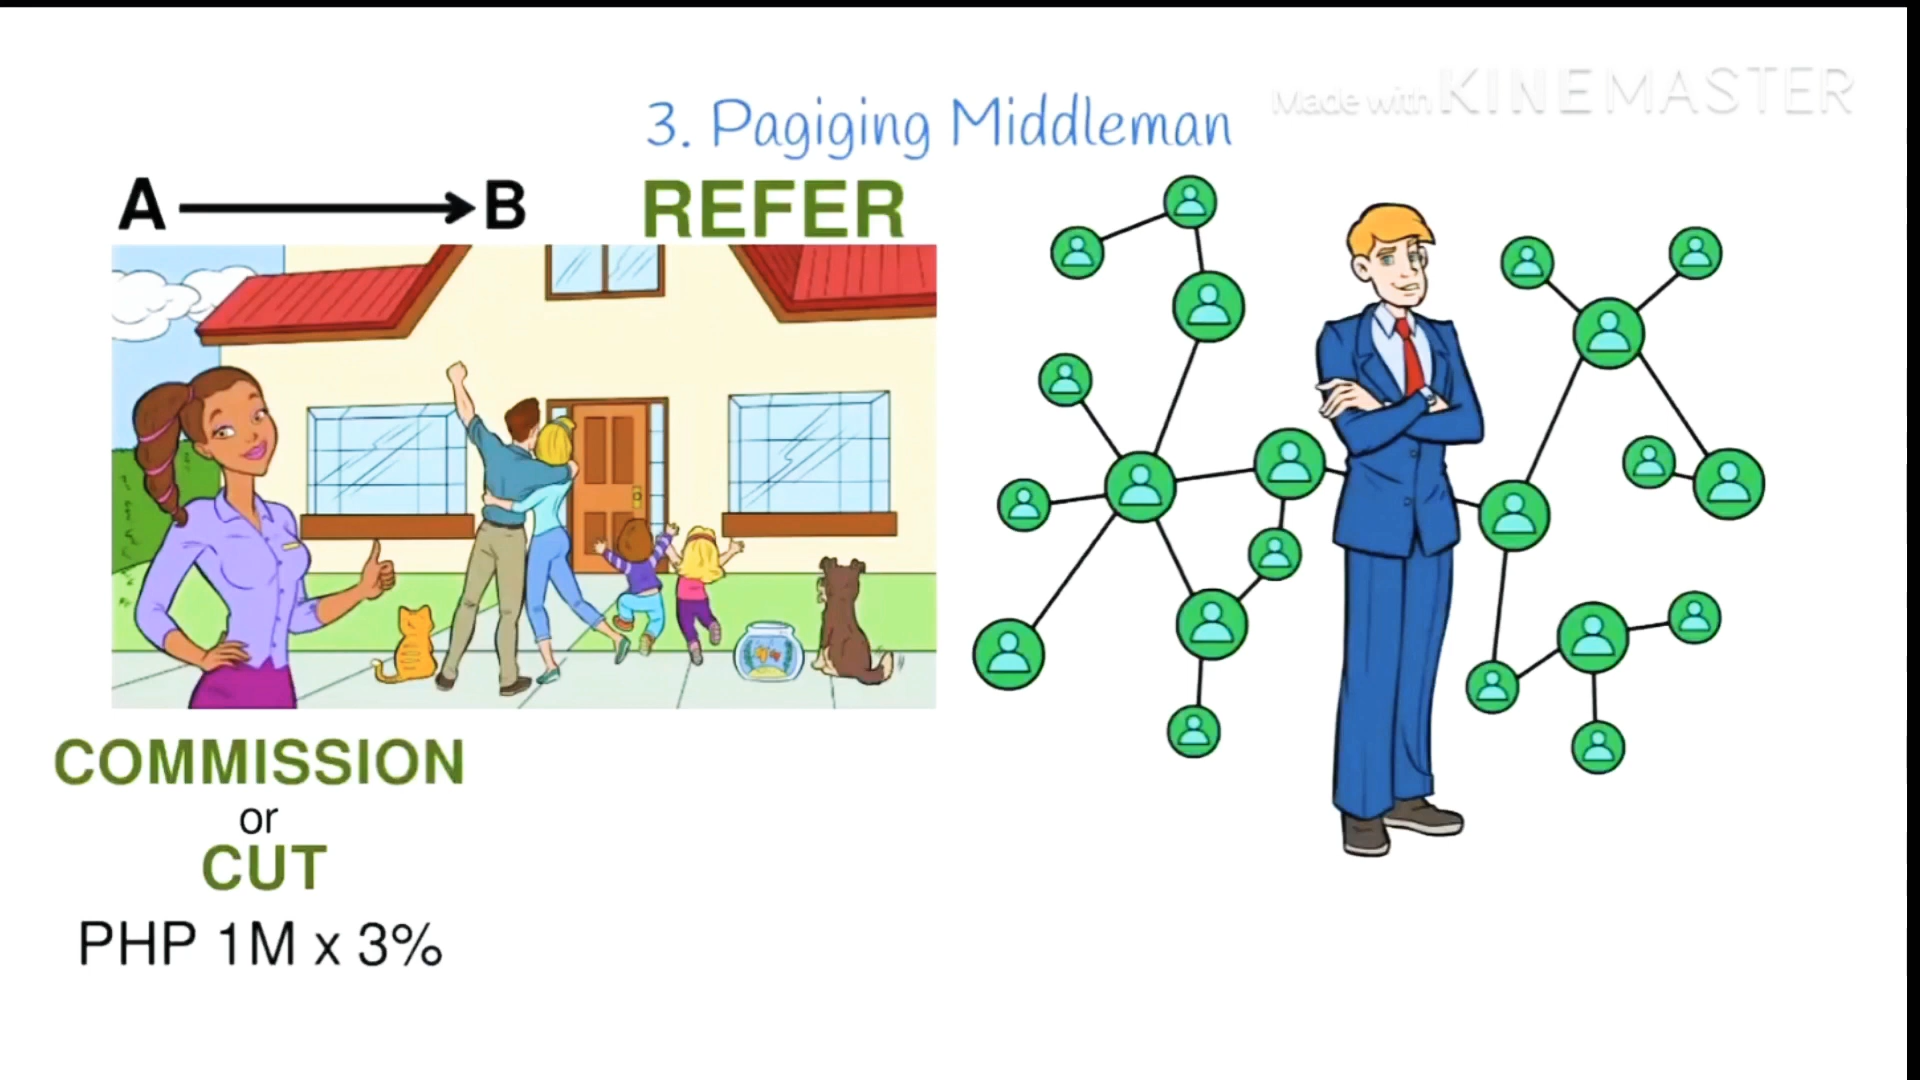 Made with KINEMASTER
3. Pagiging Middleman
A B REFER
COMMISSION
or
CUT
PHP 1M x 3%